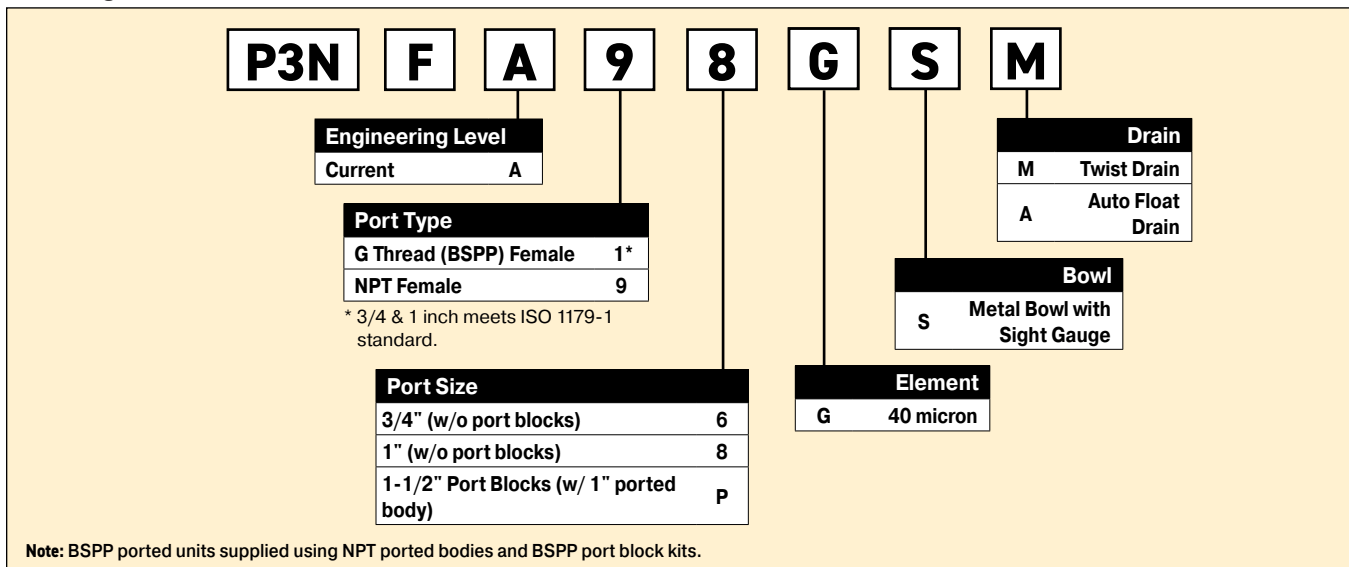 P3N F A 9 8 G S M
Engineering Level
Current A
Port Type
G Thread (BSPP) Female 1*
NPT Female 9
* 3/4 & 1 inch meets ISO 1179-1
standard.
Port Size
3/4" (w/o port blocks) 6
1" (w/o port blocks) 8
1-1/2" Port Blocks (w/ 1" ported
body) P
Drain
M Twist Drain
A Auto Float
Drain
Bowl
S Metal Bowl with
Sight Gauge
Element
G 40 micron
Note: BSPP ported units supplied using NPT ported bodies and BSPP port block kits.